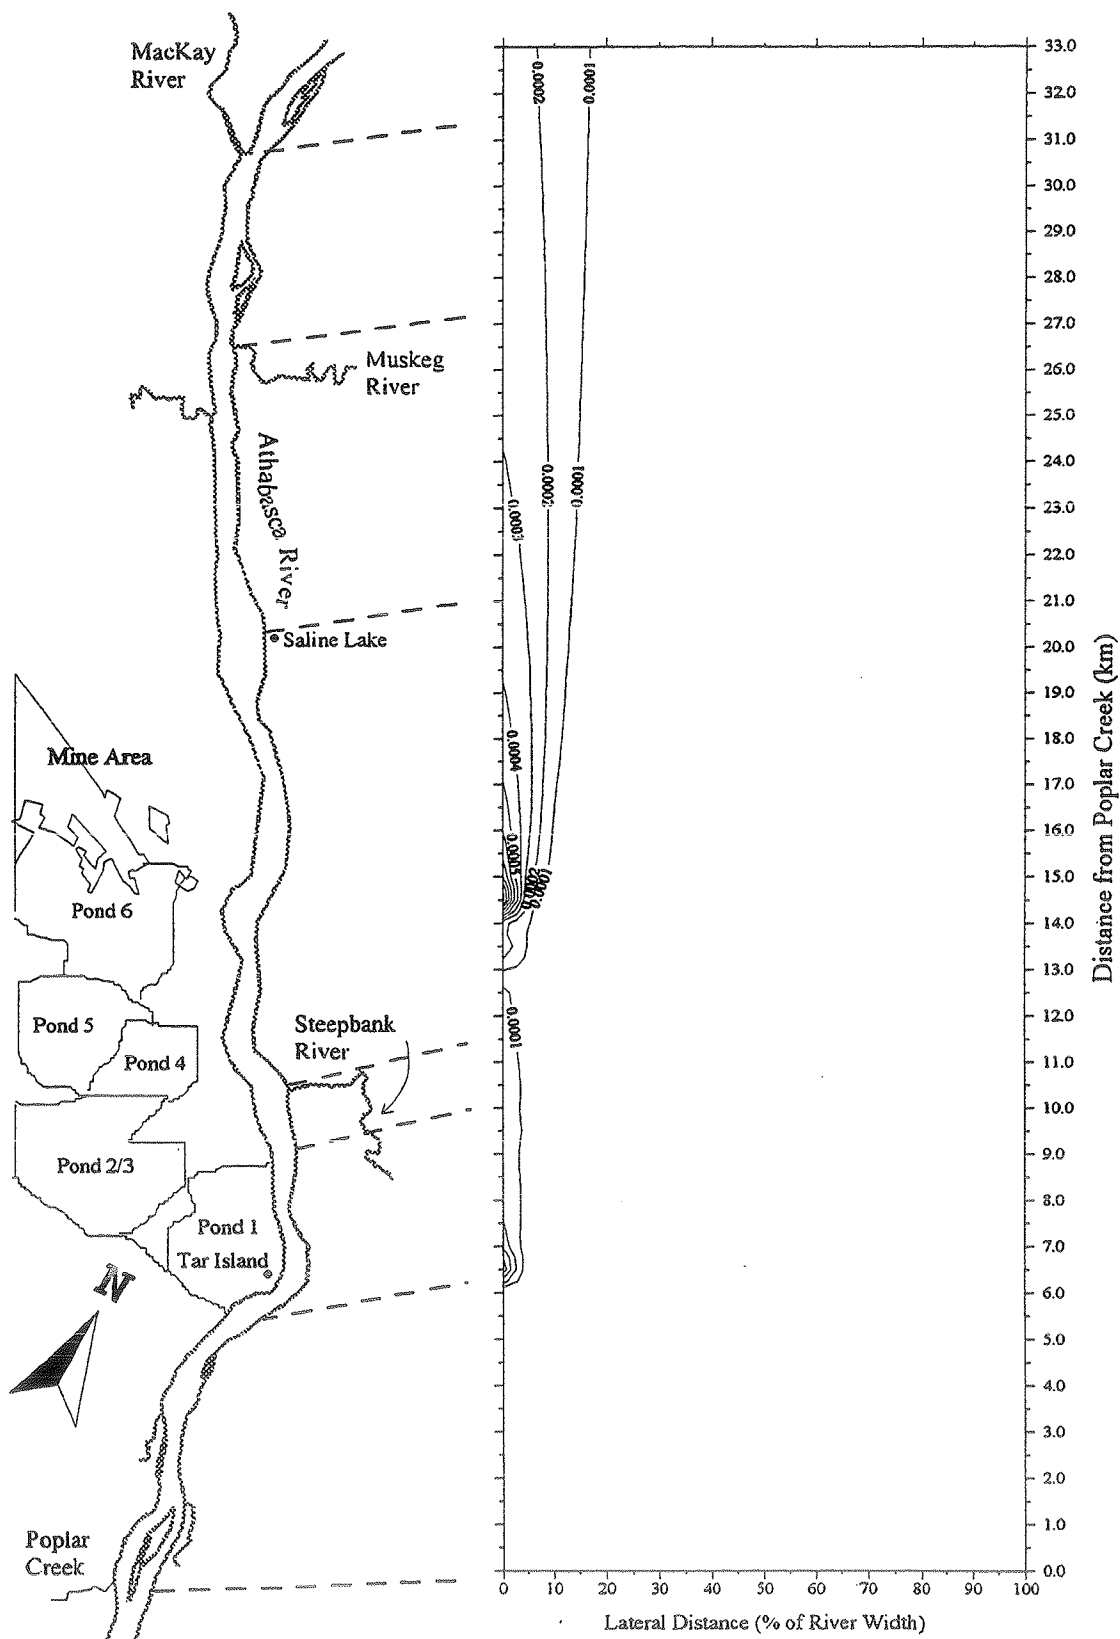 MacKay
River
Muskeg
River
Athabasca River
Saline Lake
Mine Area
Pond 6
Pond 5
Pond 4
Steepbank
River
Pond 2/3
Pond 1
Tar Island
N
Poplar
Creek
0.0002
0.0001
0.0002
0.0001
0.0003
0.0004
0.0005
0.0001
33.0
32.0
31.0
30.0
29.0
28.0
27.0
26.0
25.0
24.0
23.0
22.0
21.0
20.0
19.0
18.0
17.0
16.0
15.0
14.0
13.0
12.0
11.0
10.0
9.0
8.0
7.0
6.0
5.0
4.0
3.0
2.0
1.0
0.0
Distance from Poplar Creek (km)
0 10 20 30 40 50 60 70 80 90 100
Lateral Distance (% of River Width)